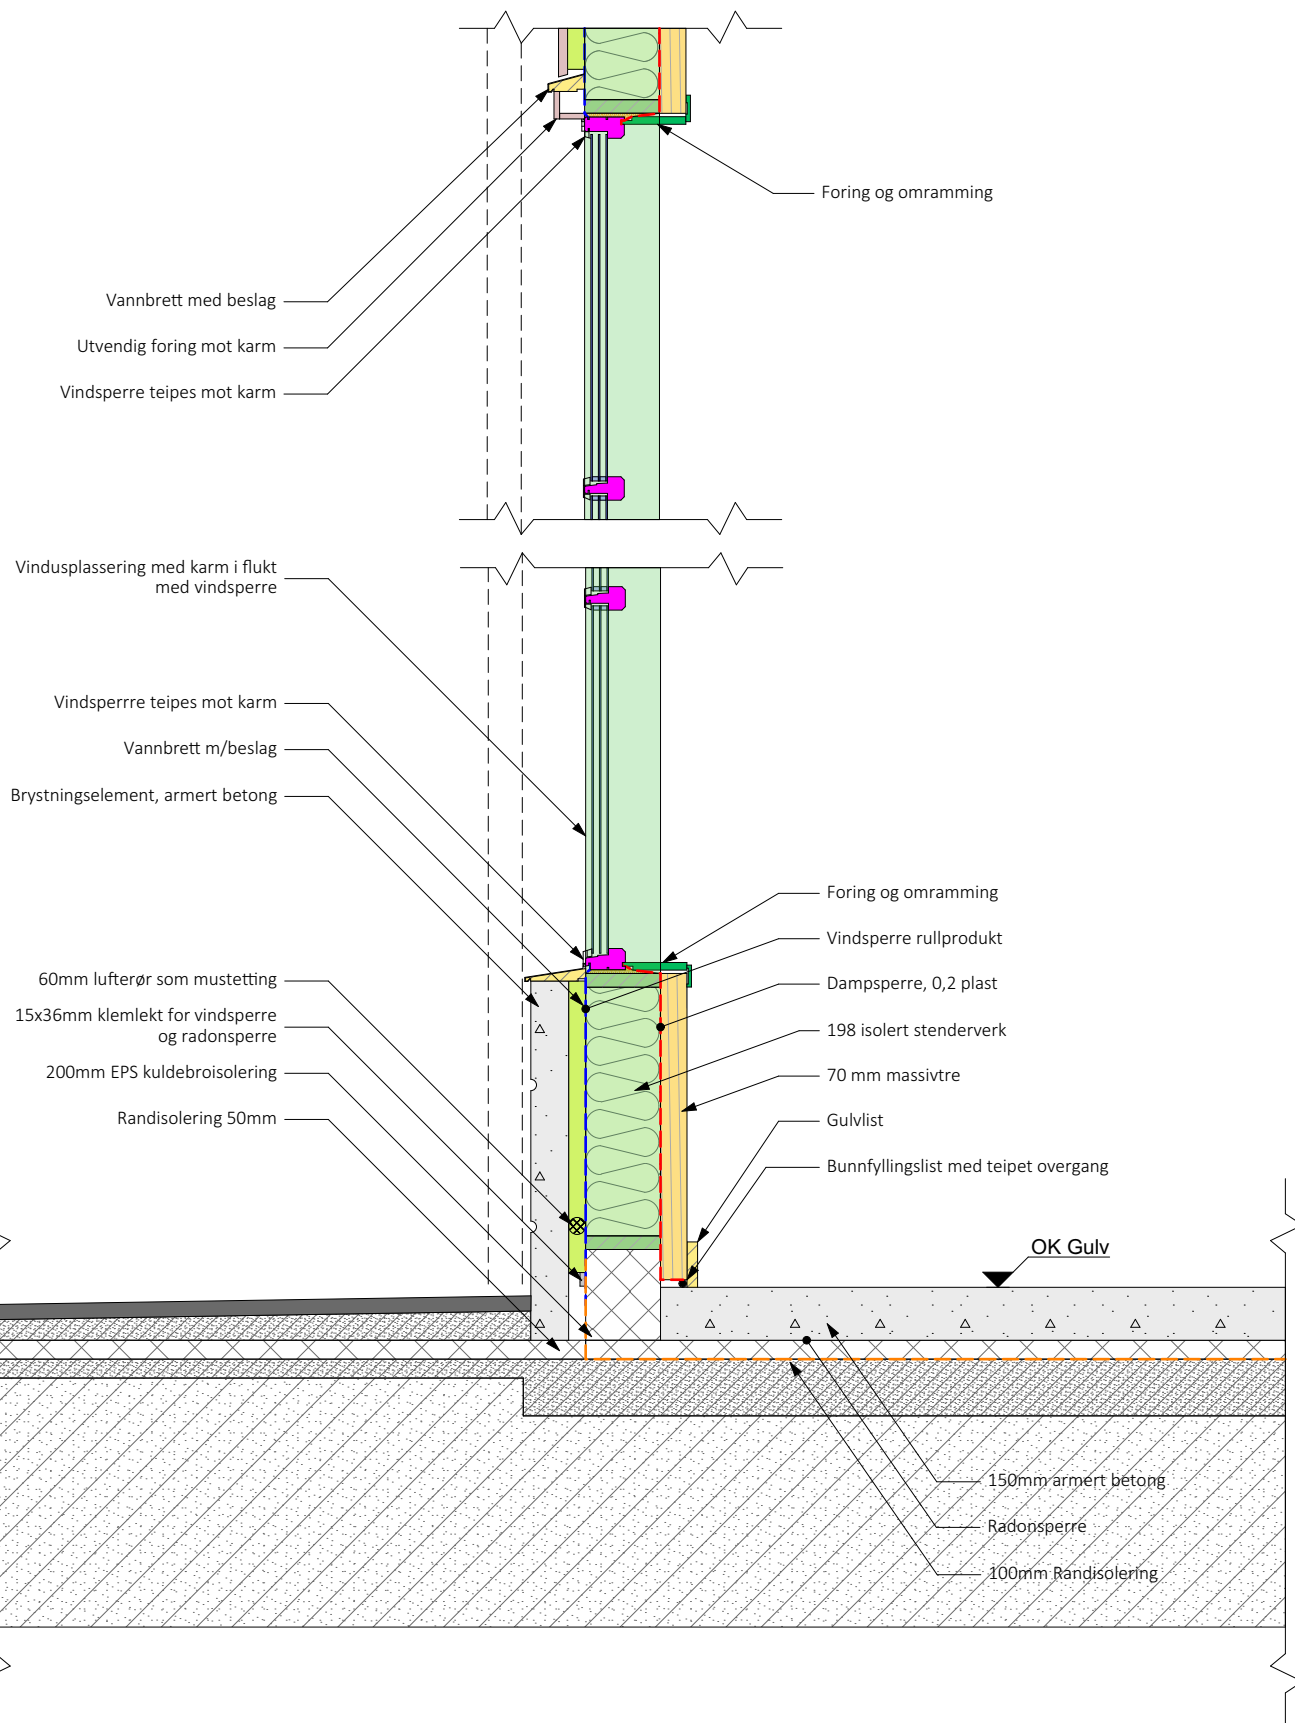 Foring og omramming
Vannbrett med beslag
Utvendig foring mot karm
Vindsperre teipes mot karm
Vindusplassering med karm i flukt
med vindsperre
Vindsperrre teipes mot karm
Vannbrett m/beslag
Brystningselement, armert betong
60mm lufterør som mustetting
15x36mm klemlekt for vindsperre
og radonsperre
200mm EPS kuldebroisolering
Randisolering 50mm
Foring og omramming
Vindsperre rullprodukt
Dampsperre, 0,2 plast
198 isolert stenderverk
70 mm massivtre
Gulvlist
Bunnfyllingslist med teipet overgang
OK Gulv
150mm armert betong
Radonsperre
100mm Randisolering